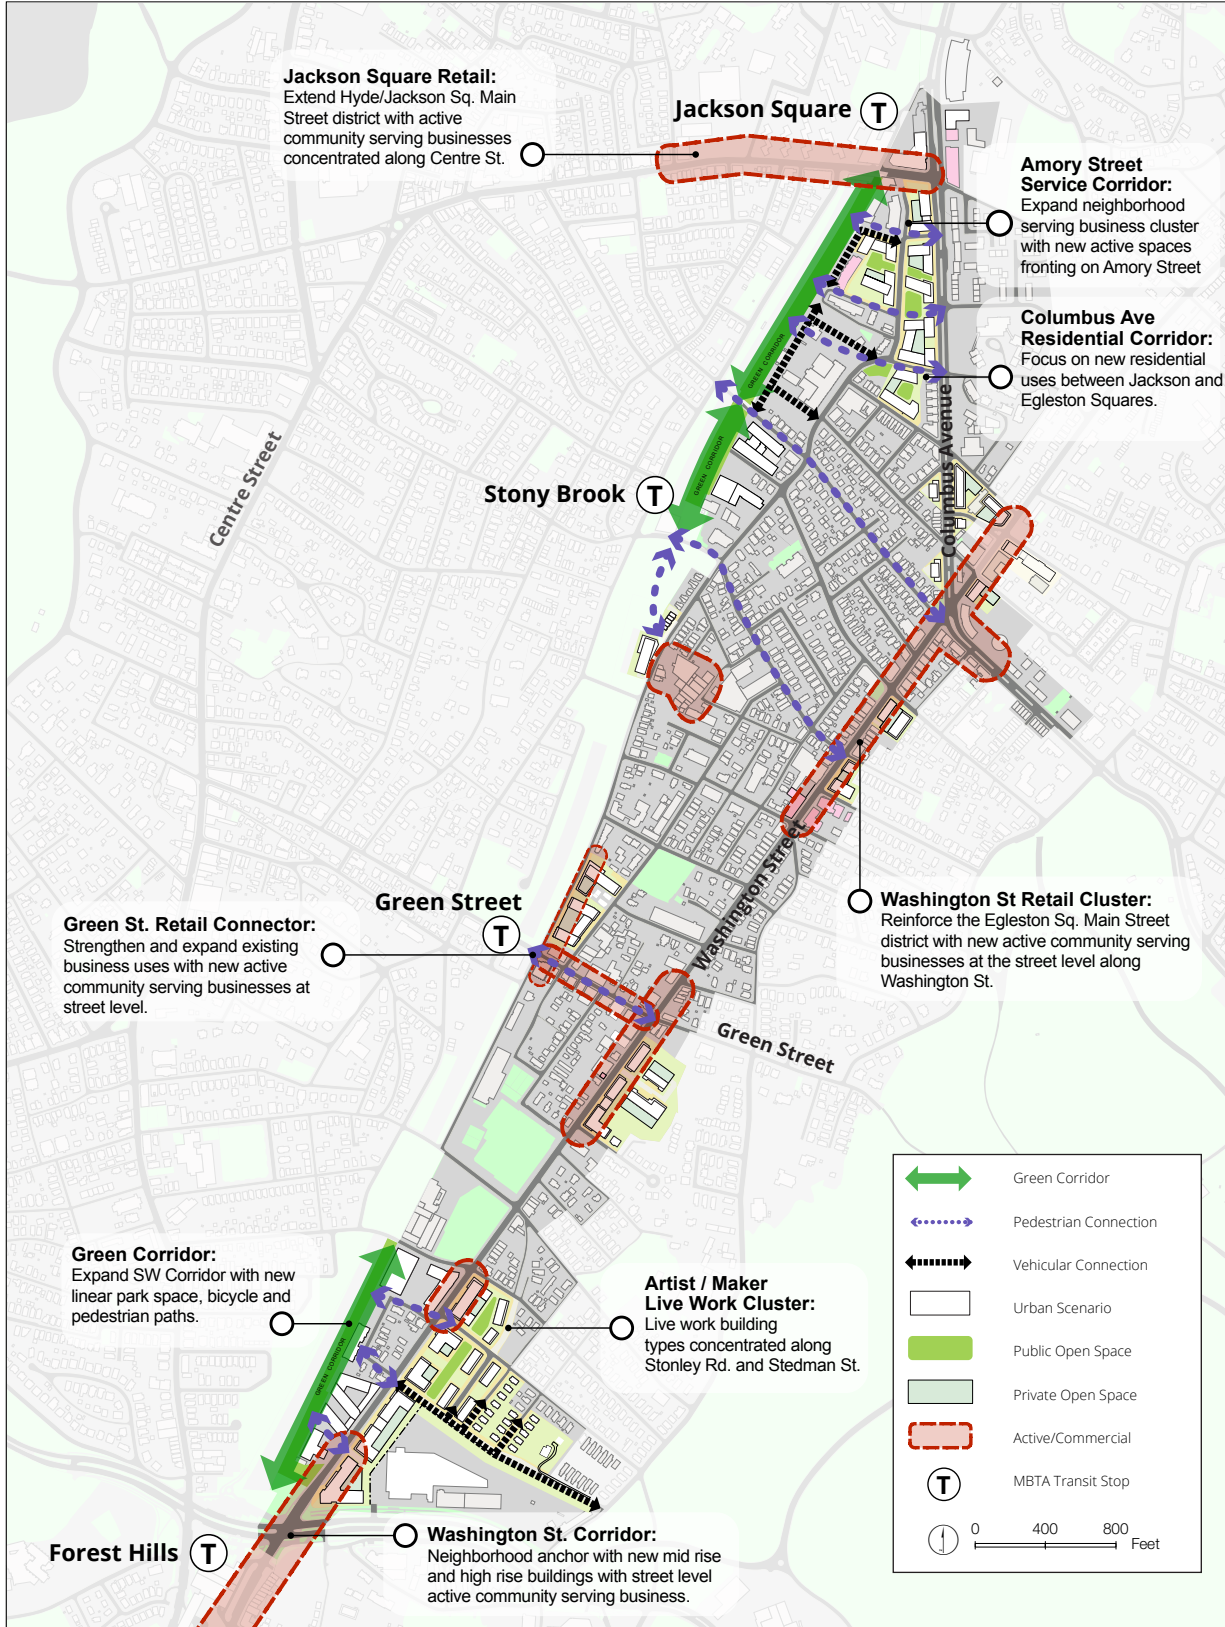 Jackson Square Retail:
Extend Hyde/Jackson Sq. Main
Street district with active
community serving businesses
concentrated along Centre St.
Jackson Square T
Amory Street
Service Corridor:
Expand neighborhood
serving business cluster
with new active spaces
fronting on Amory Street
Columbus Ave
Residential Corridor:
Focus on new residential
uses between Jackson and
Egleston Squares.
GREEN CORRIDOR
GREEN CORRIDOR
Centre Street
Columbus Avenue
Stony Brook T
Washington Street
Green Street
T
Green St. Retail Connector:
Strengthen and expand existing
business uses with new active
community serving businesses at
street level.
Washington St Retail Cluster:
Reinforce the Egleston Sq. Main Street
district with new active community serving
businesses at the street level along
Washington St.
Green Street
Green Corridor:
Expand SW Corridor with new
linear park space, bicycle and
pedestrian paths.
GREEN CORRIDOR
Artist / Maker
Live Work Cluster:
Live work building
types concentrated along
Stonley Rd. and Stedman St.
Forest Hills T
Washington St. Corridor:
Neighborhood anchor with new mid rise
and high rise buildings with street level
active community serving business.
Green Corridor
Pedestrian Connection
Vehicular Connection
Urban Scenario
Public Open Space
Private Open Space
Active/Commercial
T MBTA Transit Stop
0 400 800
Feet